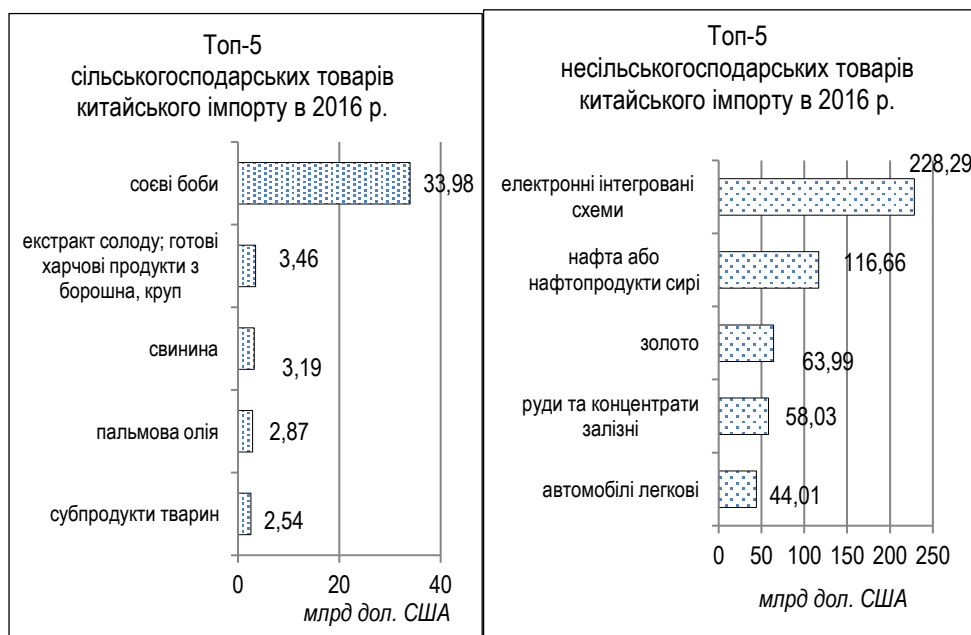 Топ-5
сільськогосподарських товарів
китайського імпорту в 2016 р.
соєві боби
33,98
екстракт солоду; готові
харчові продукти з
борошна, круп
3,46
свинина
3,19
пальмова олія
2,87
субпродукти тварин
2,54
0 20 40
млрд дол. США
Топ-5
несільськогосподарських товарів
китайського імпорту в 2016 р.
електронні інтегровані
схеми
228,29
нафта або
нафтопродукти сирі
116,66
золото
63,99
руди та концентрати
залізні
58,03
автомобілі легкові
44,01
0 50 100 150 200 250
млрд дол. США